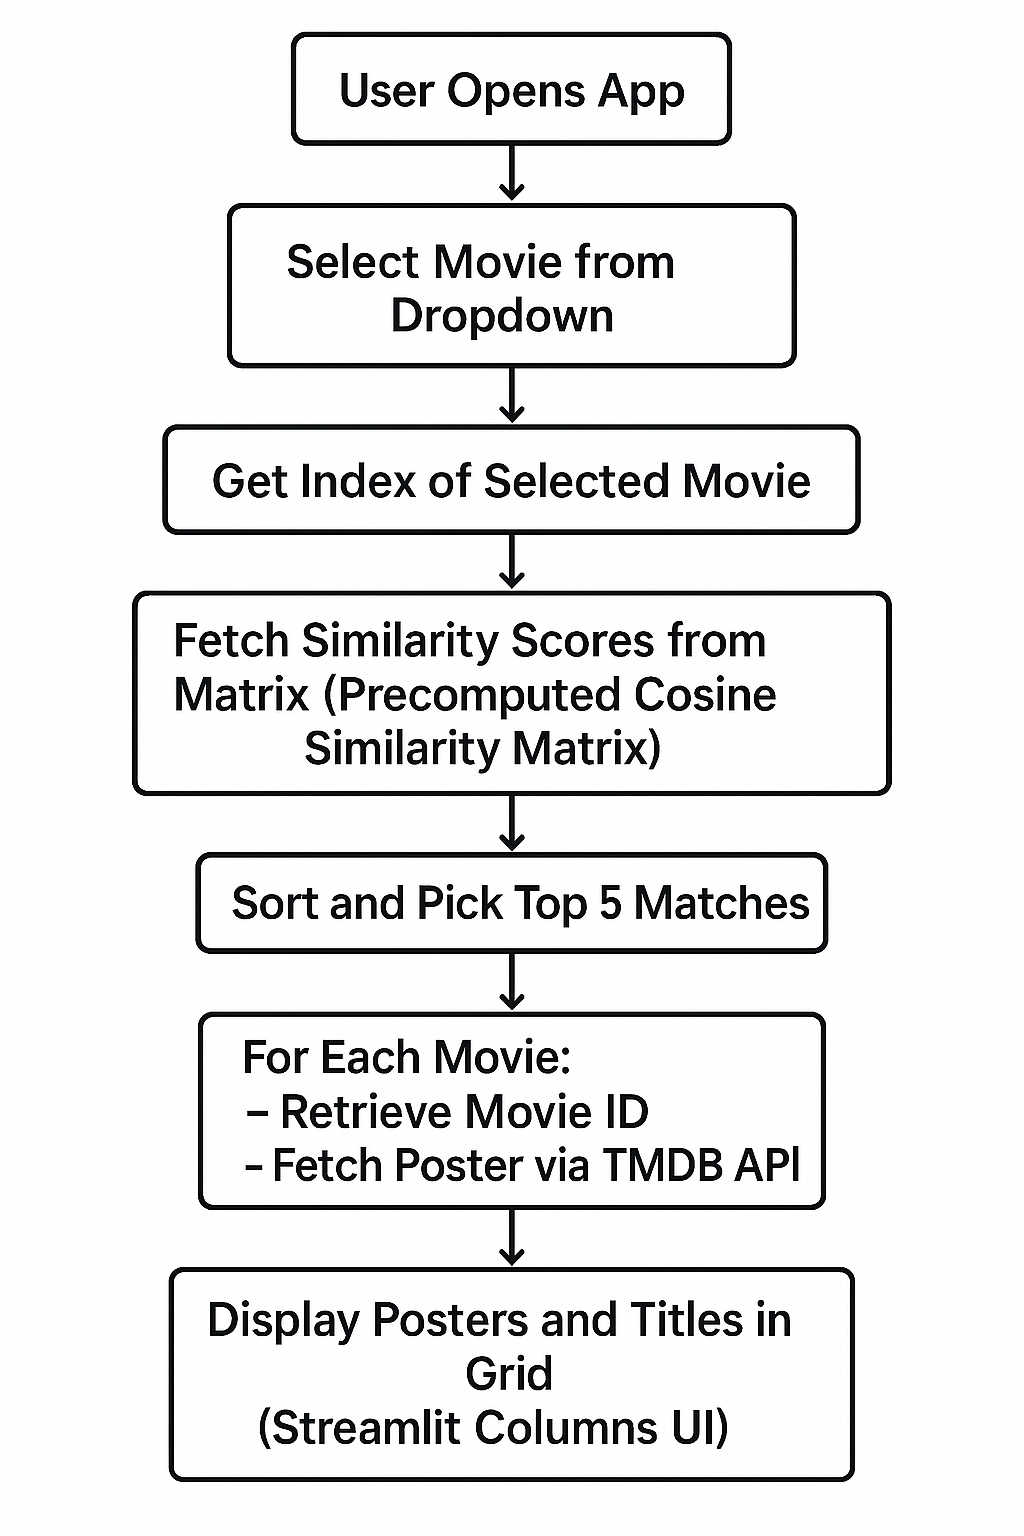 User Opens App
Select Movie from
Dropdown
Get Index of Selected Movie
Fetch Similarity Scores from
Matrix (Precomputed Cosine
Similarity Matrix)
Sort and Pick Top 5 Matches
For Each Movie:
– Retrieve Movie ID
– Fetch Poster via TMDB API
Display Posters and Titles in
Grid
(Streamlit Columns UI)